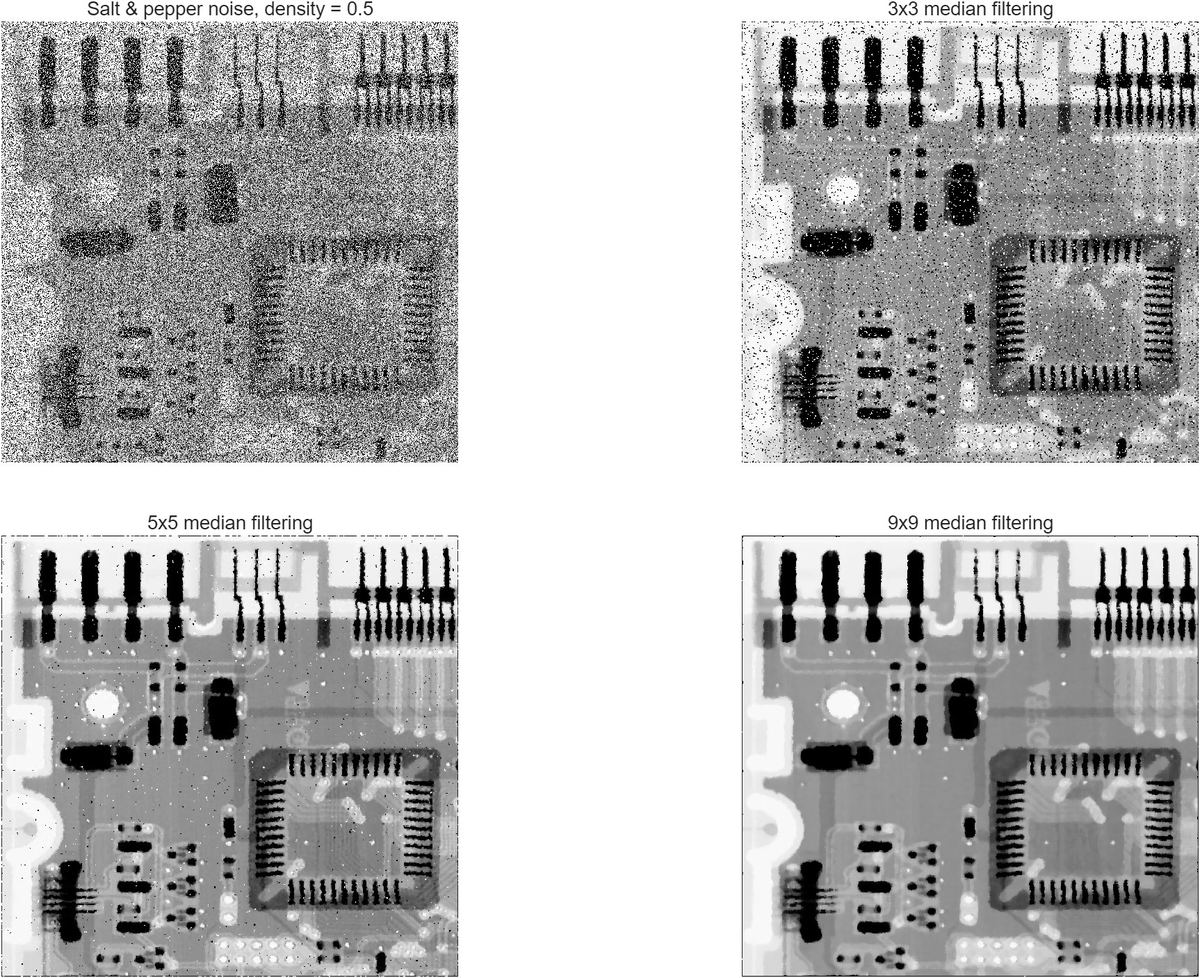 Salt & pepper noise, density = 0.5
3x3 median filtering
5x5 median filtering
9x9 median filtering